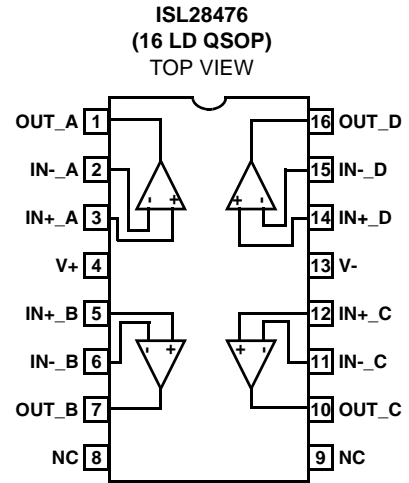 ISL28476
(16 LD QSOP)
TOP VIEW
OUT_A 1 16 OUT_D
IN-_A 2 15 IN-_D
- + + -
IN+_A 3 14 IN+_D
V+ 4 13 V-
IN+_B 5 12 IN+_C
- + + -
IN-_B 6 11 IN-_C
OUT_B 7 10 OUT_C
NC 8 9 NC